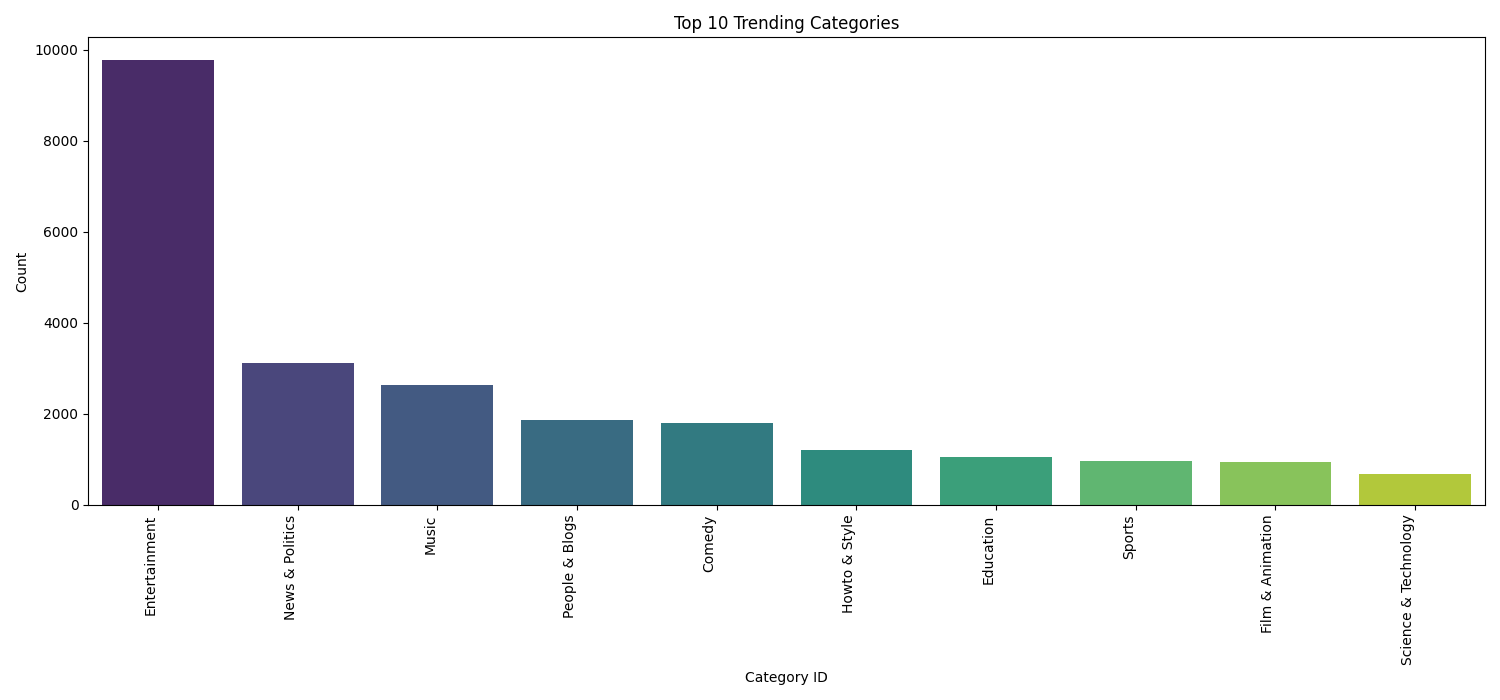 Top 10 Trending Categories
Count
10000
8000
6000
4000
2000
0
Entertainment
News & Politics
Music
People & Blogs
Comedy
Howto & Style
Education
Sports
Film & Animation
Science & Technology
Category ID